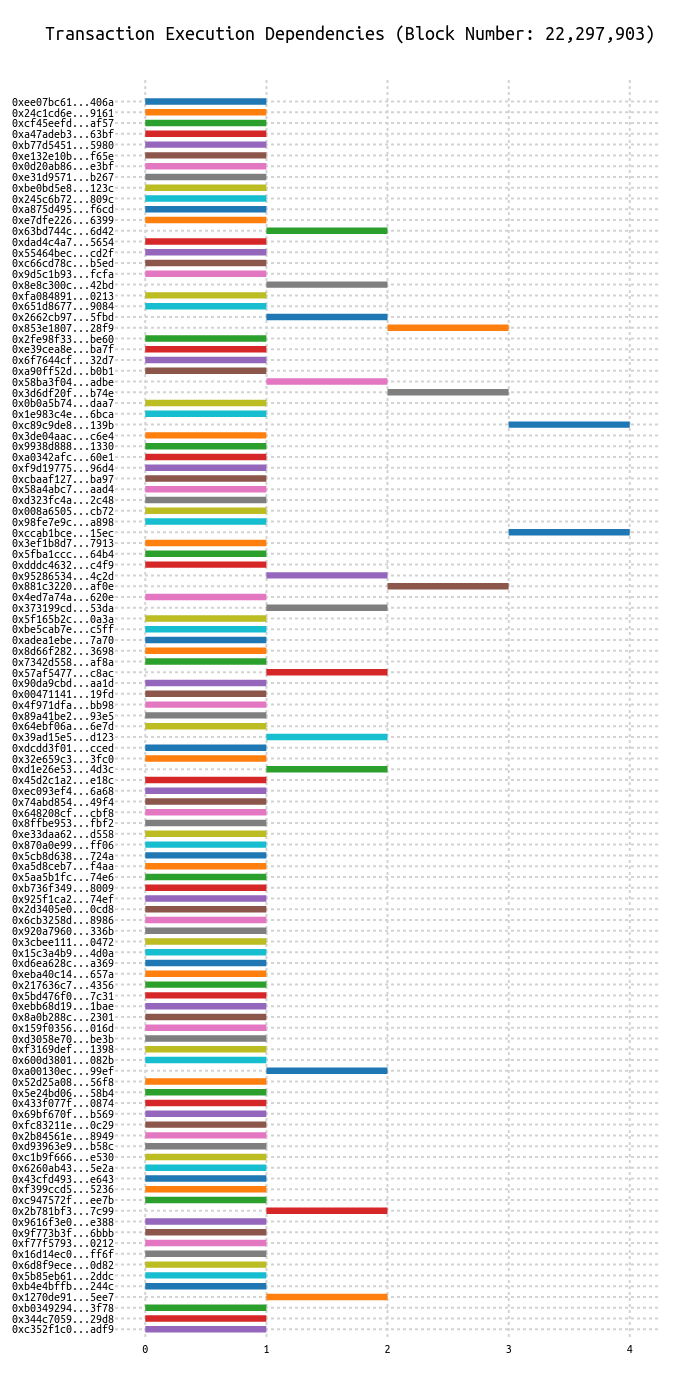 Transaction Execution Dependencies (Block Number: 22,297,903)
0xee07bc61...406a
0x24c1cd6e...9161
0xcf45eefd...af57
0xa47adeb3...63bf
0xb77d5451...5980
0xe132e10b...f65e
0x0d20ab86...e3bf
0xe31d9571...b267
0xbe0bd5e8...123c
0x245c6b72...809c
0xa875d495...f6cd
0xe7dfe226...6399
0x63bd744c...6d42
0xdad4c4a7...5654
0x55464bec...cd2f
0xc66cd78c...b5ed
0x9d5c1b93...fcfa
0x8e8c300c...42bd
0xfa084891...0213
0x651d8677...9084
0x2662cb97...5fbd
0x853e1807...28f9
0x2fe98f33...be60
0xe39cea8e...ba7f
0x6f7644cf...32d7
0xa90ff52d...b0b1
0x58ba3f04...adbe
0x3d6df20f...b74e
0x0b0a5b74...daa7
0x1e983c4e...6bca
0xc89c9de8...139b
0x3de04aac...c6e4
0x9938d888...1330
0xa0342afc...60e1
0xf9d19775...96d4
0xcbaaf127...ba97
0x58a4abc7...aad4
0xd323fc4a...2c48
0x008a6505...cb72
0x98fe7e9c...a898
0xccab1bce...15ec
0x3ef1b8d7...7913
0x5fba1ccc...64b4
0xdddc4632...c4f9
0x95286534...4c2d
0x881c3220...af0e
0x4ed7a74a...620e
0x373199cd...53da
0x5f165b2c...0a3a
0xbe5cab7e...c5ff
0xadea1ebe...7a70
0x8d66f282...3698
0x7342d558...af8a
0x57af5477...c8ac
0x90da9cbd...aa1d
0x00471141...19fd
0x4f971dfa...bb98
0x89a41be2...93e5
0x64ebf06a...6e7d
0x39ad15e5...d123
0xdcdd3f01...cced
0x32e659c3...3fc0
0xd1e26e53...4d3c
0x45d2c1a2...e18c
0xec093ef4...6a68
0x74abd854...49f4
0x648208cf...cbf8
0x8ffbe953...fbf2
0xe33daa62...d558
0x870a0e99...ff06
0x5cb8d638...724a
0xa5d8ceb7...f4aa
0x5aa5b1fc...74e6
0xb736f349...8009
0x925f1ca2...74ef
0x2d3405e0...0cd8
0x6cb3258d...8986
0x920a7960...336b
0x3cbee111...0472
0x15c3a4b9...4d0a
0xd6ea628c...a369
0xeba40c14...657a
0x217636c7...4356
0x5bd476f0...7c31
0xebb68d19...1bae
0x8a0b288c...2301
0x159f0356...016d
0xd3058e70...be3b
0xf3169def...1398
0x600d3801...082b
0xa00130ec...99ef
0x52d25a08...56f8
0x5e24bd06...58b4
0x433f077f...0874
0x69bf670f...b569
0xfc83211e...0c29
0x2b84561e...8949
0xd93963e9...b58c
0xc1b9f666...e530
0x6260ab43...5e2a
0x43cfd493...e643
0xf399ccd5...5236
0xc947572f...ee7b
0x2b781bf3...7c99
0x9616f3e0...e388
0x9f773b3f...6bbb
0xf77f5793...0212
0x16d14ec0...ff6f
0x6d8f9ece...0d82
0x5b85eb61...2ddc
0xb4e4bffb...244c
0x1270de91...5ee7
0xb0349294...3f78
0x344c7059...29d8
0xc352f1c0...adf9
0 1 2 3 4